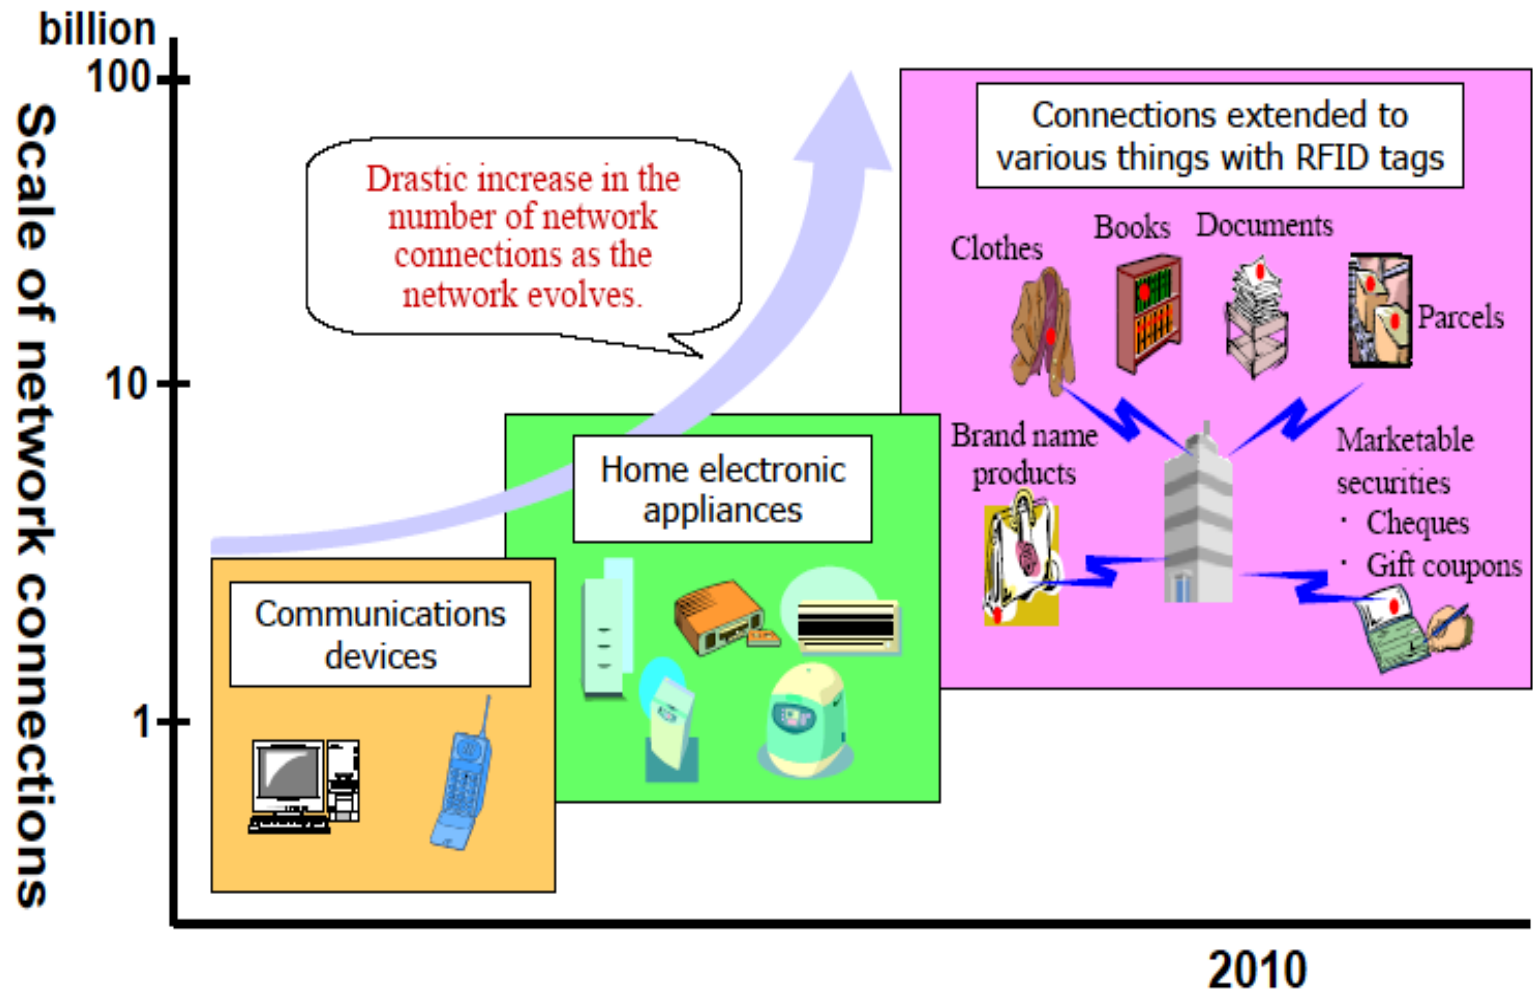 billion
100
10
1
Scale of network connections
Drastic increase in the
number of network
connections as the
network evolves.
Communications
devices
Home electronic
appliances
Connections extended to
various things with RFID tags
Clothes
Books
Documents
Parcels
Brand name
products
Marketable
securities
· Cheques
· Gift coupons
2010